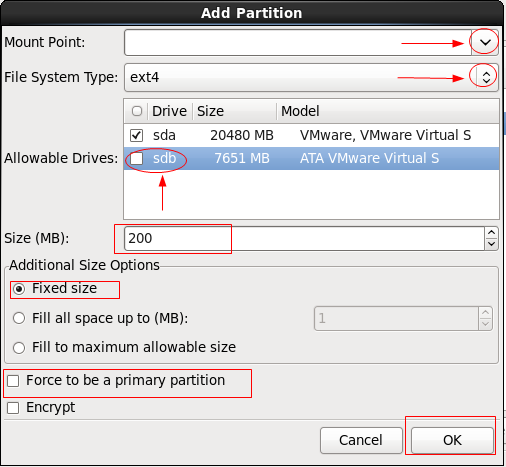 Add Partition
Mount Point:
File System Type: ext4
Drive Size Model
sda 20480 MB VMware, VMware Virtual S
Allowable Drives: sdb 7651 MB ATA VMware Virtual S
Size (MB): 200
Additional Size Options
Fixed size
Fill all space up to (MB): 1
Fill to maximum allowable size
Force to be a primary partition
Encrypt
Cancel OK